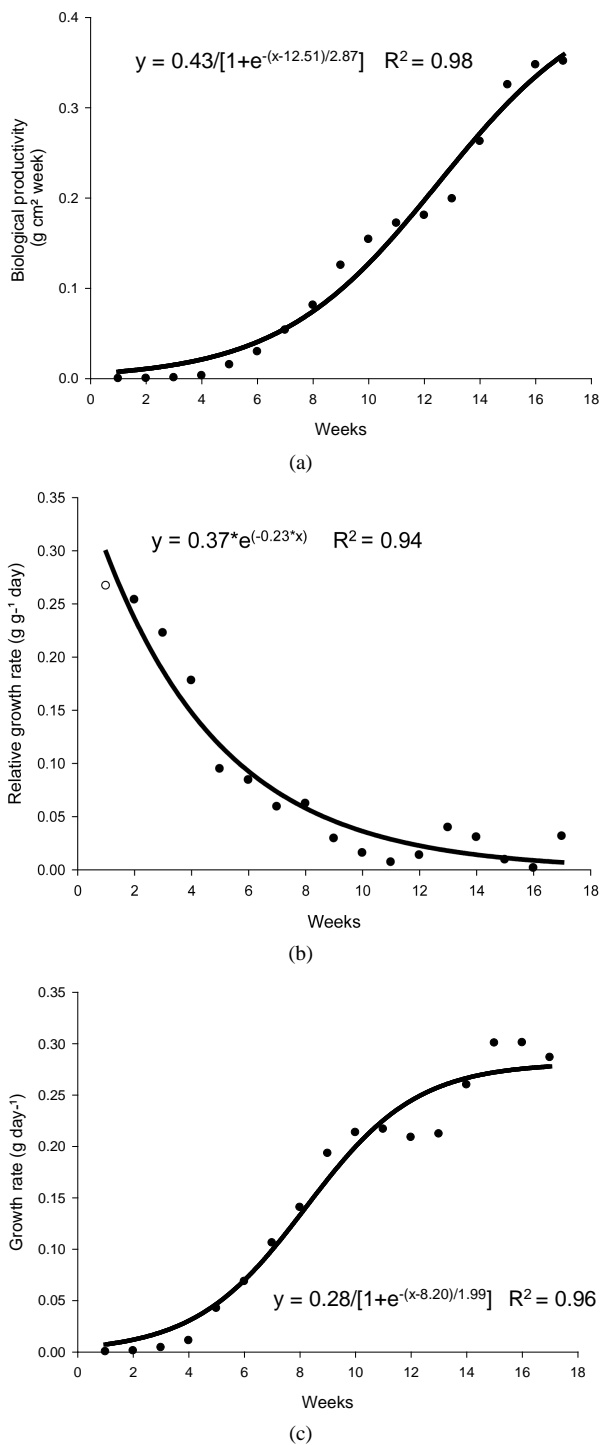 0.4
y = 0.43/[1+e-(x-12.51)/2.87] R2 = 0.98
0.3
0.2
0.1
0.0
Biological productivity
(g cm² week)
0 2 4 6 8 10 12 14 16 18
Weeks
(a)
0.35
y = 0.37*e(-0.23*x) R2 = 0.94
0.30
0.25
0.20
0.15
0.10
0.05
0.00
Relative growth rate (g g-¹ day)
0 2 4 6 8 10 12 14 16 18
Weeks
(b)
0.35
0.30
0.25
0.20
0.15
0.10
0.05
0.00
Growth rate (g day-¹)
y = 0.28/[1+e-(x-8.20)/1.99] R2 = 0.96
0 2 4 6 8 10 12 14 16 18
Weeks
(c)